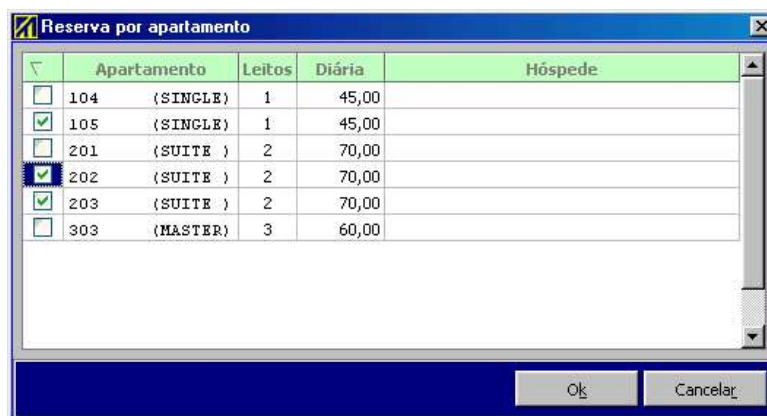 Reserva por apartamento
Apartamento Leitos Diária Hóspede
104 (SINGLE) 1 45,00
105 (SINGLE) 1 45,00
201 (SUITE ) 2 70,00
202 (SUITE ) 2 70,00
203 (SUITE ) 2 70,00
303 (MASTER) 3 60,00
Ok Cancelar